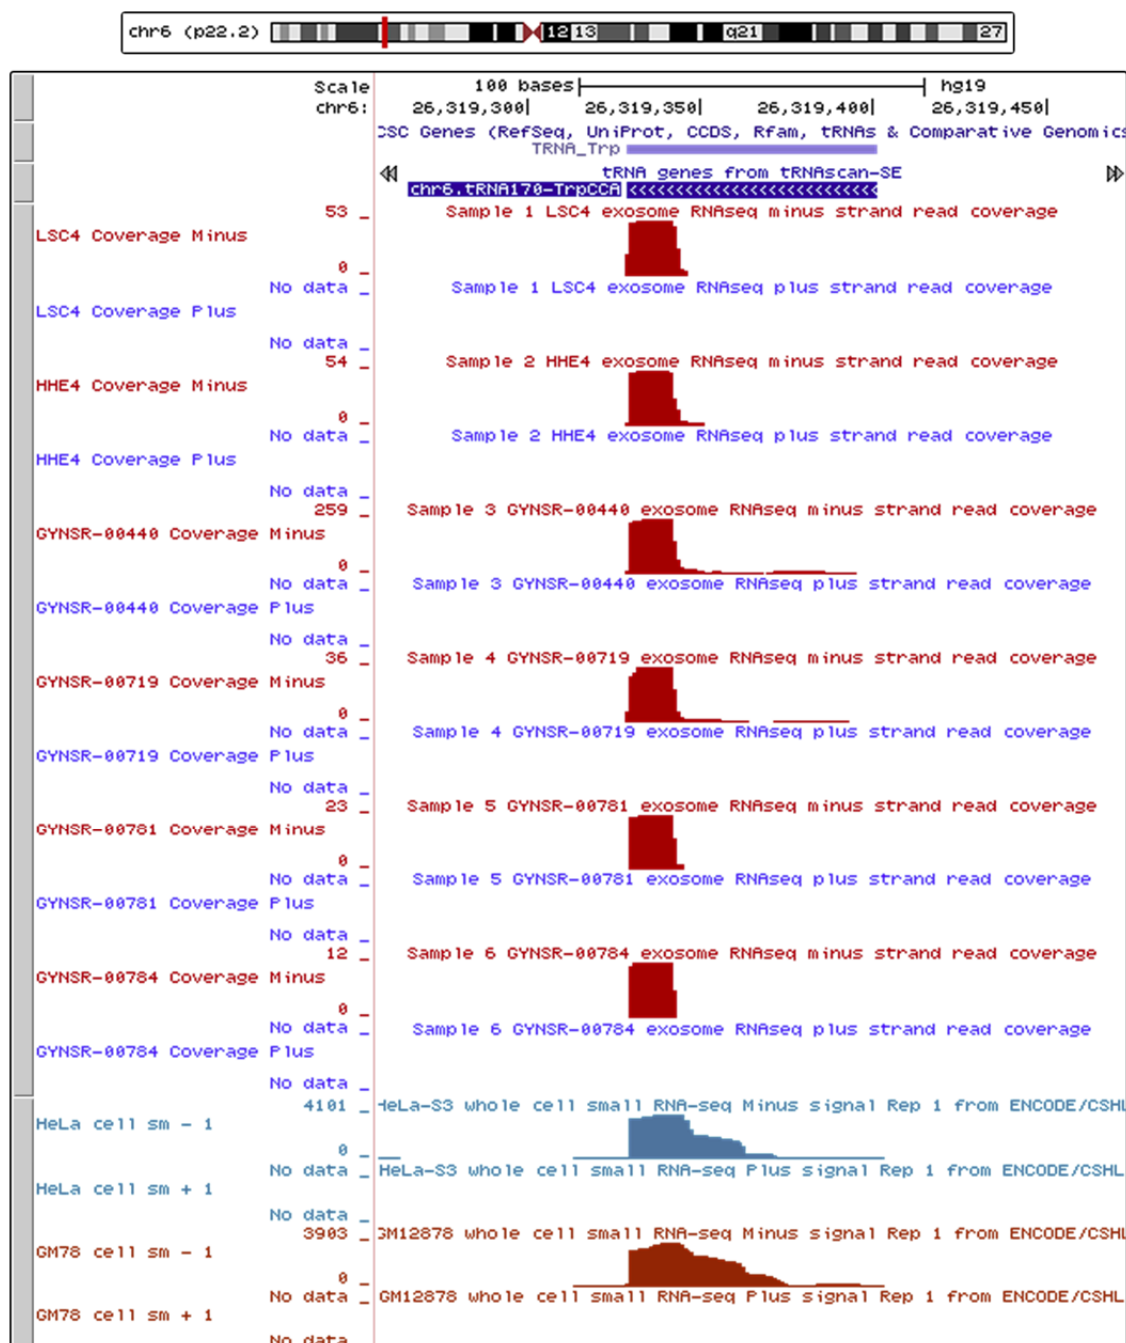 chr6 (p22.2) 12 13 q21 27
Scale 100 bases hg19
chr6: 26,319,300| 26,319,350| 26,319,400| 26,319,450|
CSC Genes (RefSeq, UniProt, CCDS, Rfam, tRNAs & Comparative Genomics
TRNA_Trp
tRNA genes from tRNAscan-SE
chr6.tRNA170-TrpCCA
53 _ Sample 1 LSC4 exosome RNAseq minus strand read coverage
LSC4 Coverage Minus
0 _
No data _ Sample 1 LSC4 exosome RNAseq plus strand read coverage
LSC4 Coverage Plus
No data _
54 _ Sample 2 HHE4 exosome RNAseq minus strand read coverage
HHE4 Coverage Minus
0 _
No data _ Sample 2 HHE4 exosome RNAseq plus strand read coverage
HHE4 Coverage Plus
No data _
259 _ Sample 3 GYNSR-00440 exosome RNAseq minus strand read coverage
GYNSR-00440 Coverage Minus
0 _
No data _ Sample 3 GYNSR-00440 exosome RNAseq plus strand read coverage
GYNSR-00440 Coverage Plus
No data _
36 _ Sample 4 GYNSR-00719 exosome RNAseq minus strand read coverage
GYNSR-00719 Coverage Minus
0 _
No data _ Sample 4 GYNSR-00719 exosome RNAseq plus strand read coverage
GYNSR-00719 Coverage Plus
No data _
23 _ Sample 5 GYNSR-00781 exosome RNAseq minus strand read coverage
GYNSR-00781 Coverage Minus
0 _
No data _ Sample 5 GYNSR-00781 exosome RNAseq plus strand read coverage
GYNSR-00781 Coverage Plus
No data _
12 _ Sample 6 GYNSR-00784 exosome RNAseq minus strand read coverage
GYNSR-00784 Coverage Minus
0 _
No data _ Sample 6 GYNSR-00784 exosome RNAseq plus strand read coverage
GYNSR-00784 Coverage Plus
No data _
4101 _ HeLa-S3 whole cell small RNA-seq Minus signal Rep 1 from ENCODE/CSHL
HeLa cell sm - 1
0 _
No data _ HeLa-S3 whole cell small RNA-seq Plus signal Rep 1 from ENCODE/CSHL
HeLa cell sm + 1
No data _
3903 _ GM12878 whole cell small RNA-seq Minus signal Rep 1 from ENCODE/CSHL
GM78 cell sm - 1
0 _
No data _ GM12878 whole cell small RNA-seq Plus signal Rep 1 from ENCODE/CSHL
GM78 cell sm + 1
No data